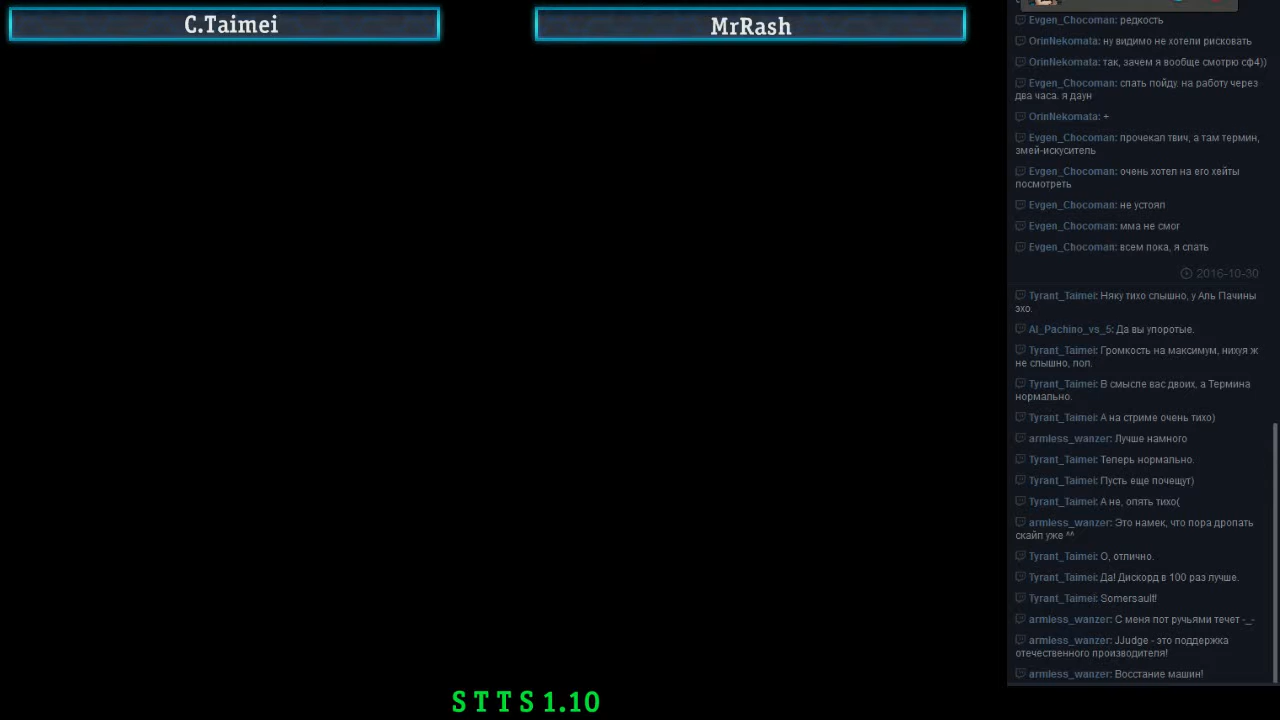 C.Taimei
MrRash
Evgen_Chocoman: редкость
OrinNekomata: ну видимо не хотели рисковать
OrinNekomata: так, зачем я вообще смотрю сф4))
Evgen_Chocoman: спать пойду. на работу через
два часа. я даун
OrinNekomata: +
Evgen_Chocoman: прочекал твич, а там термин,
змей-искуситель
Evgen_Chocoman: очень хотел на его хейты
посмотреть
Evgen_Chocoman: не устоял
Evgen_Chocoman: мма не смог
Evgen_Chocoman: всем пока, я спать
2016-10-30
Tyrant_Taimei: Няку тихо слышно, у Аль Пачины
эхо.
Al_Pachino_vs_5: Да вы упоротые.
Tyrant_Taimei: Громкость на максимум, нихуя ж
не слышно, лол.
Tyrant_Taimei: В смысле вас двоих, а Термина
нормально.
Tyrant_Taimei: А на стриме очень тихо)
armless_wanzer: Лучше намного
Tyrant_Taimei: Теперь нормально.
Tyrant_Taimei: Пусть еще почещут)
Tyrant_Taimei: А не, опять тихо(
armless_wanzer: Это намек, что пора дропать
скайп уже ^^
Tyrant_Taimei: О, отлично.
Tyrant_Taimei: Да! Дискорд в 100 раз лучше.
Tyrant_Taimei: Somersault!
armless_wanzer: С меня пот ручьями течет -_-
armless_wanzer: JJudge - это поддержка
отечественного производителя!
armless_wanzer: Восстание машин!
S T T S 1.10